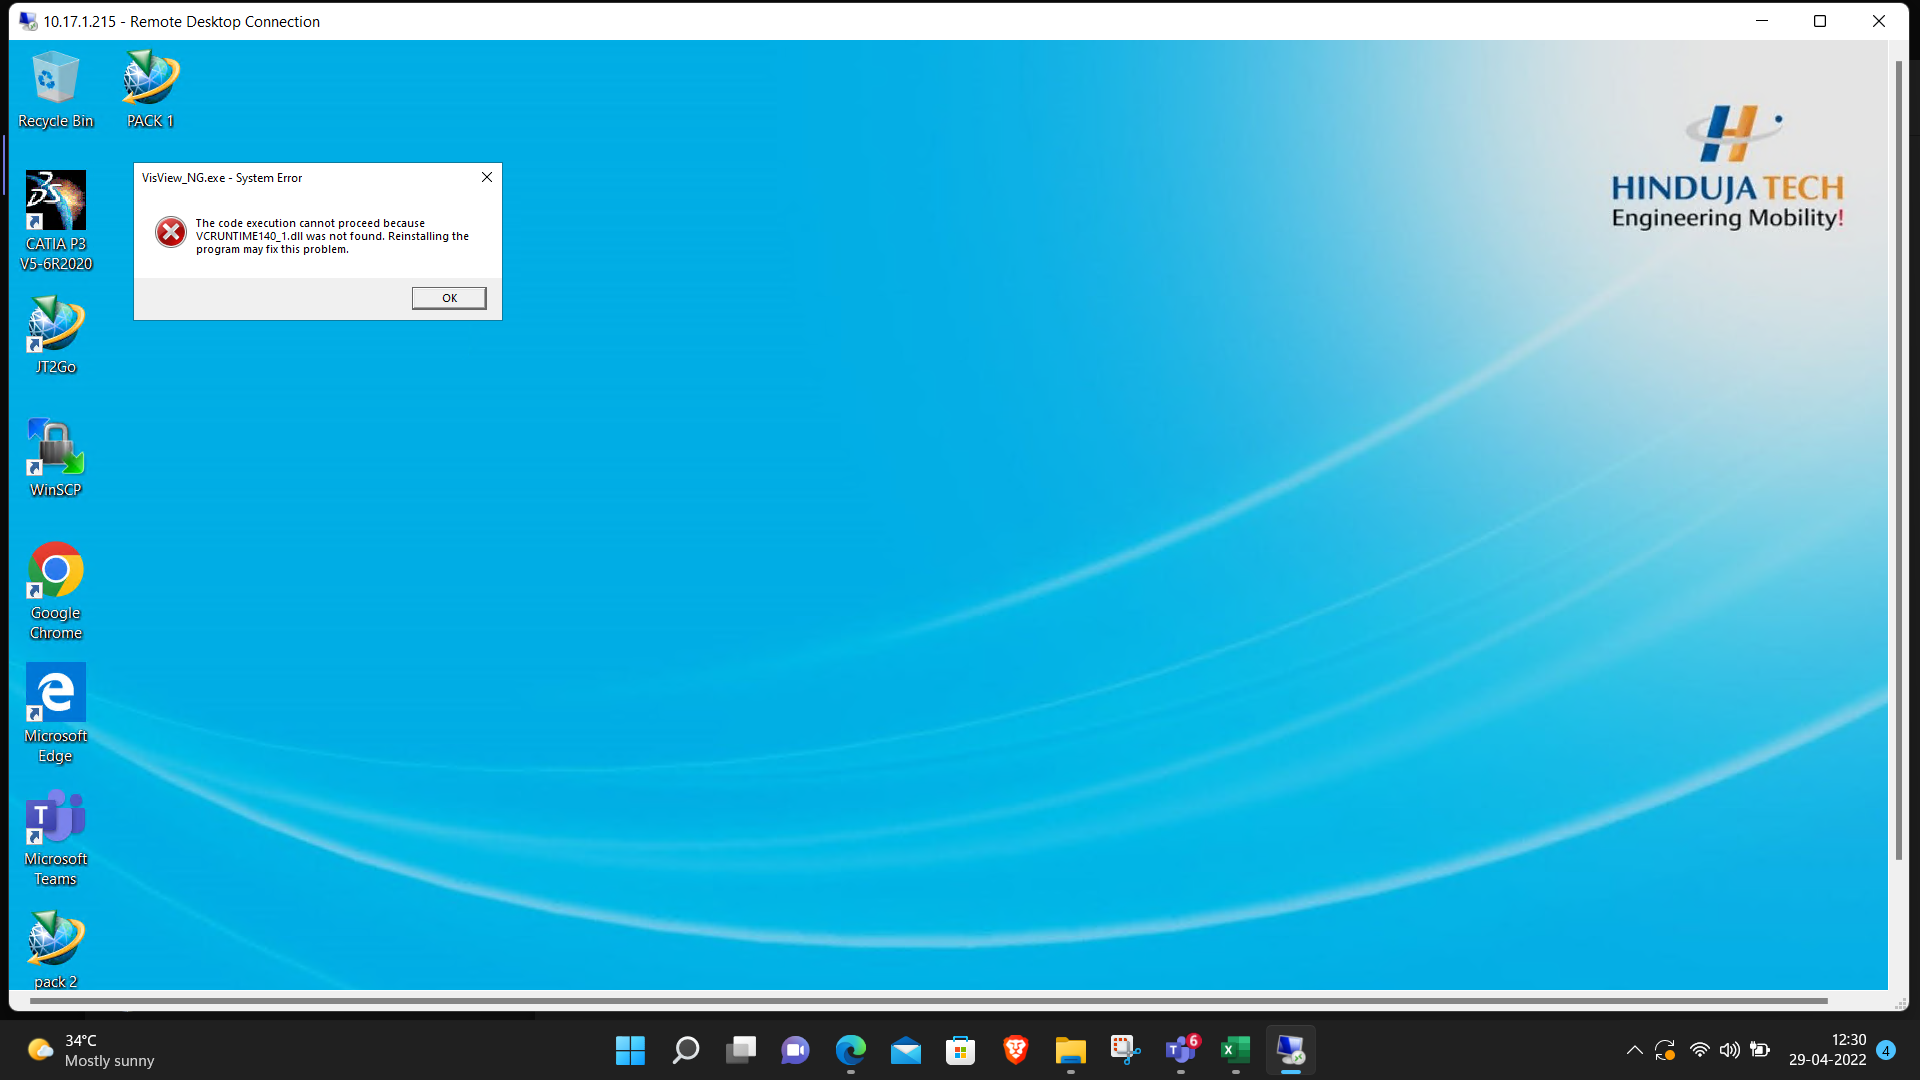 10.17.1.215 - Remote Desktop Connection
Recycle Bin
PACK 1
VisView_NG.exe - System Error
The code execution cannot proceed because
VCRUNTIME140_1.dll was not found. Reinstalling the
program may fix this problem.
OK
HINDUJA TECH
Engineering Mobility!
CATIA P3
V5-6R2020
JT2Go
WinSCP
Google
Chrome
Microsoft
Edge
Microsoft
Teams
pack 2
34°C
Mostly sunny
6
12:30
29-04-2022
4